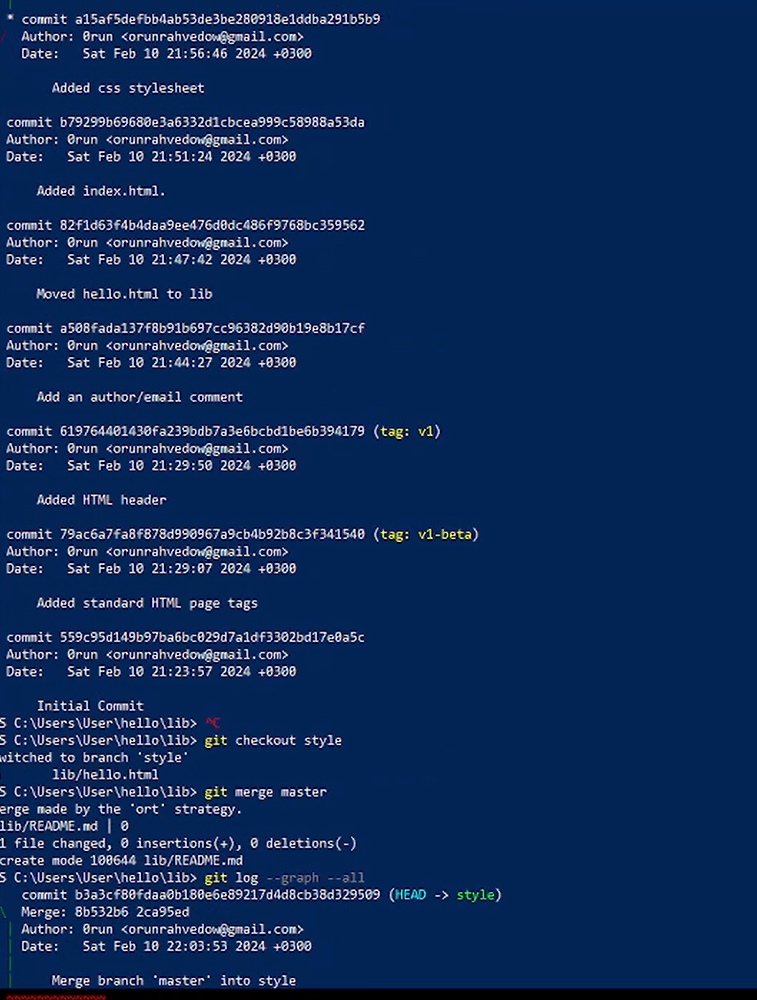 * commit a15af5defbb4ab53de3be280918e1ddba291b5b9
Author: 0run <orunrahvedow@gmail.com>
Date: Sat Feb 10 21:56:46 2024 +0300
Added css stylesheet
commit b79299b69680e3a6332d1cbcea999c58988a53da
Author: 0run <orunrahvedow@gmail.com>
Date: Sat Feb 10 21:51:24 2024 +0300
Added index.html.
commit 82f1d63f4b4daa9ee476d0dc486f9768bc359562
Author: 0run <orunrahvedow@gmail.com>
Date: Sat Feb 10 21:47:42 2024 +0300
Moved hello.html to lib
commit a508fada137f8b91b697cc96382d90b19e8b17cf
Author: 0run <orunrahvedow@gmail.com>
Date: Sat Feb 10 21:44:27 2024 +0300
Add an author/email comment
commit 619764401430fa239bdb7a3e6bcbd1be6b394179 (tag: v1)
Author: 0run <orunrahvedow@gmail.com>
Date: Sat Feb 10 21:29:50 2024 +0300
Added HTML header
commit 79ac6a7fa8f878d990967a9cb4b92b8c3f341540 (tag: v1-beta)
Author: 0run <orunrahvedow@gmail.com>
Date: Sat Feb 10 21:29:07 2024 +0300
Added standard HTML page tags
commit 559c95d149b97ba6bc029d7a1df3302bd17e0a5c
Author: 0run <orunrahvedow@gmail.com>
Date: Sat Feb 10 21:23:57 2024 +0300
Initial Commit
S C:\Users\User\hello\lib> ^C
S C:\Users\User\hello\lib> git checkout style
witched to branch 'style'
lib/hello.html
S C:\Users\User\hello\lib> git merge master
erge made by the 'ort' strategy.
lib/README.md | 0
1 file changed, 0 insertions(+), 0 deletions(-)
create mode 100644 lib/README.md
S C:\Users\User\hello\lib> git log --graph --all
commit b3a3cf80fdaa0b180e6e89217d4d8cb38d329509 (HEAD -> style)
\ Merge: 8b532b6 2ca95ed
| Author: 0run <orunrahvedow@gmail.com>
| Date: Sat Feb 10 22:03:53 2024 +0300
|
| Merge branch 'master' into style